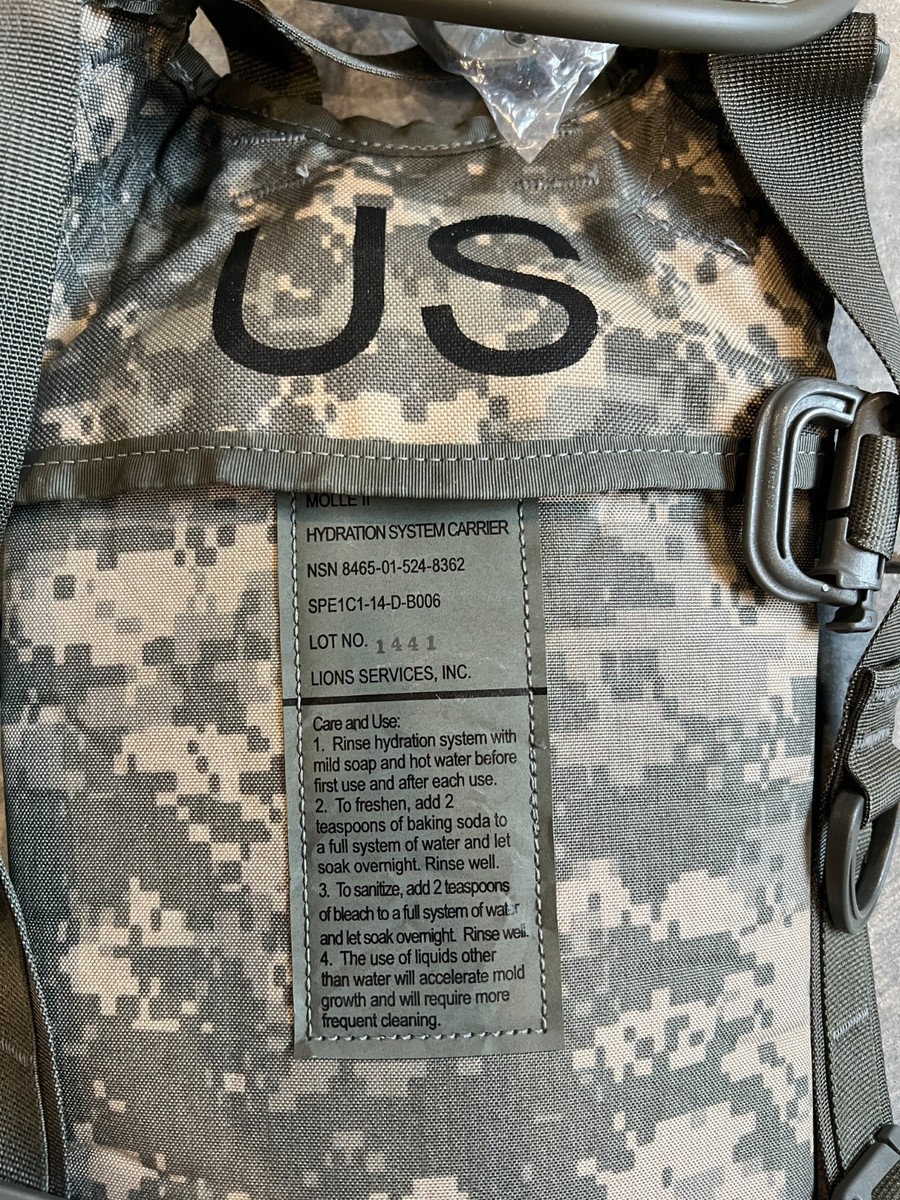 US
MOLLE II
HYDRATION SYSTEM CARRIER
NSN 8465-01-524-8362
SPE1C1-14-D-B006
LOT NO. 1441
LIONS SERVICES, INC.
Care and Use:
1. Rinse hydration system with
mild soap and hot water before
first use and after each use.
2. To freshen, add 2
teaspoons of baking soda to
a full system of water and let
soak overnight. Rinse well.
3. To sanitize, add 2 teaspoons
of bleach to a full system of water
and let soak overnight. Rinse well.
4. The use of liquids other
than water will accelerate mold
growth and will require more
frequent cleaning.